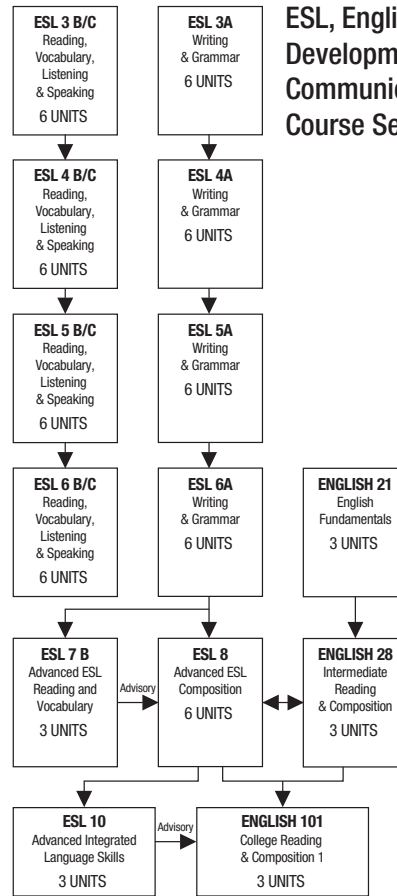 ESL 3 B/C
Reading,
Vocabulary,
Listening
& Speaking
6 UNITS
ESL 3A
Writing
& Grammar
6 UNITS
ESL, Engli
Developm
Communi
Course Se
ESL 4 B/C
Reading,
Vocabulary,
Listening
& Speaking
6 UNITS
ESL 4A
Writing
& Grammar
6 UNITS
ESL 5 B/C
Reading,
Vocabulary,
Listening
& Speaking
6 UNITS
ESL 5A
Writing
& Grammar
6 UNITS
ESL 6 B/C
Reading,
Vocabulary,
Listening
& Speaking
6 UNITS
ESL 6A
Writing
& Grammar
6 UNITS
ENGLISH 21
English
Fundamentals
3 UNITS
ESL 7 B
Advanced ESL
Reading and
Vocabulary
3 UNITS
Advisory
ESL 8
Advanced ESL
Composition
6 UNITS
ENGLISH 28
Intermediate
Reading
& Composition
3 UNITS
ESL 10
Advanced Integrated
Language Skills
3 UNITS
Advisory
ENGLISH 101
College Reading
& Composition 1
3 UNITS